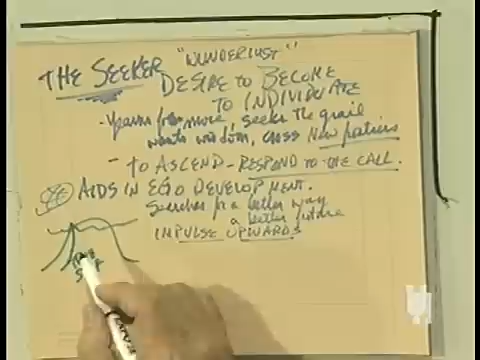 THE SEEKER "WUNDERLUST"
DESIRE TO BECOME
TO INDIVIDUATE
- Yearns for more, seeks the grail
wants wisdom, cross New patterns
- TO ASCEND - RESPOND TO THE CALL.
AIDS IN EGO DEVELOPMENT.
Searches for a better way
a better future
IMPULSE UPWARDS